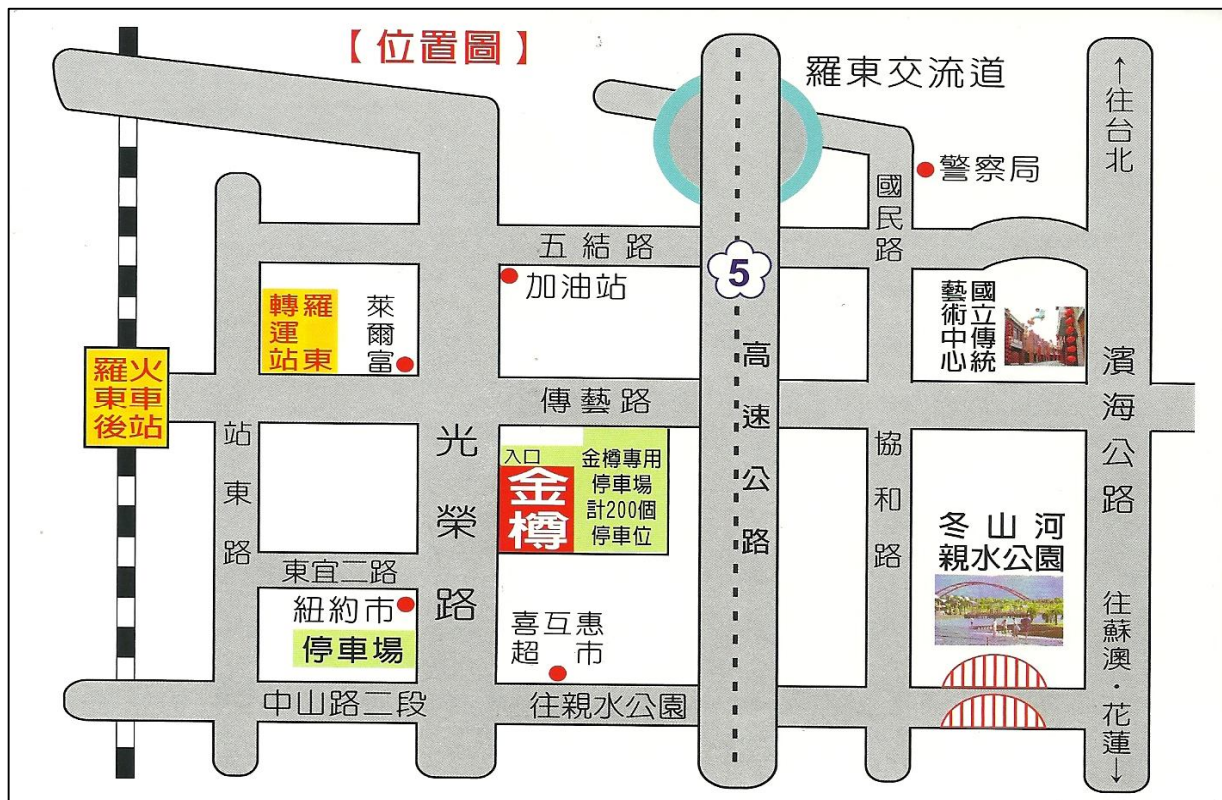 【位置圖】
羅東交流道
↑往台北
警察局
國民路
五結路
5
加油站
羅東
轉運站
萊爾富
國立傳統
藝術中心
高速公路
濱海公路
火車站
羅東後
傳藝路
站東路
光榮路
入口
金樽
金樽專用
停車場
計200個
停車位
協和路
冬山河
親水公園
東宜二路
紐約市
停車場
喜互惠
超市
往蘇澳·花蓮↓
中山路二段
往親水公園